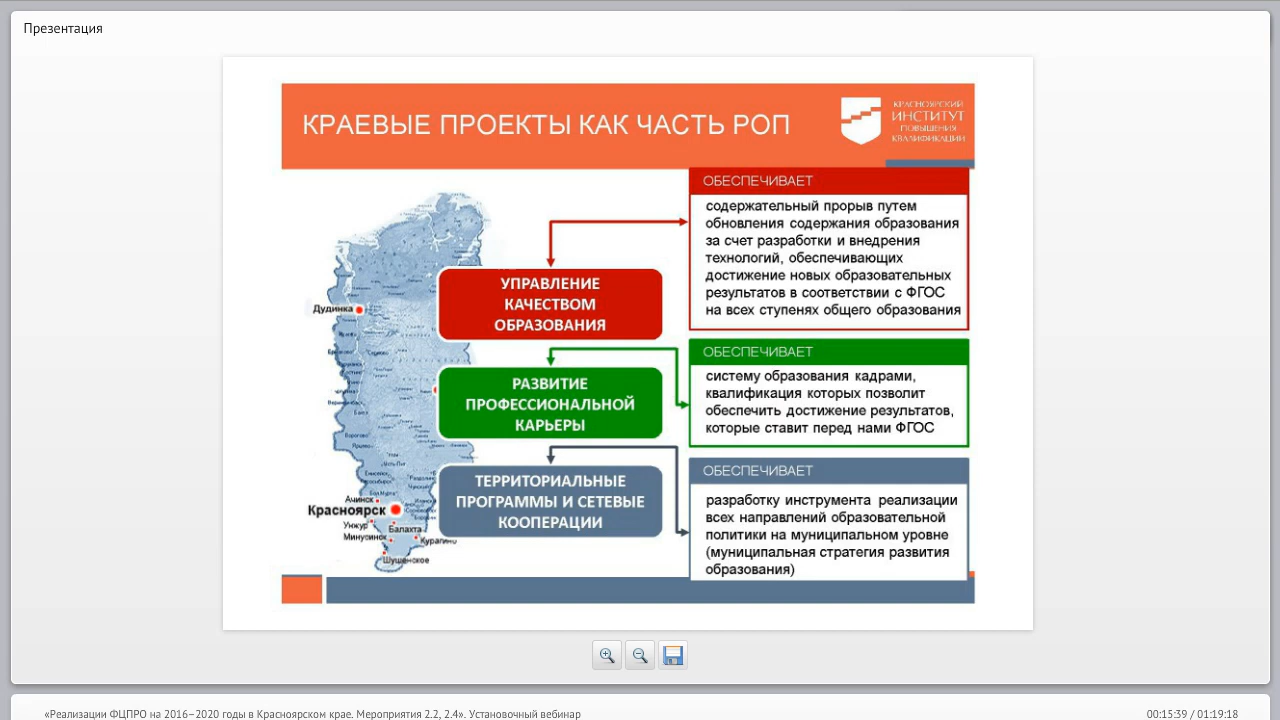 Презентация
КРАЕВЫЕ ПРОЕКТЫ КАК ЧАСТЬ РОП
КРАСНОЯРСКИЙ
ИНСТИТУТ
ПОВЫШЕНИЯ
КВАЛИФИКАЦИИ
ОБЕСПЕЧИВАЕТ
содержательный прорыв путем
обновления содержания образования
за счет разработки и внедрения
технологий, обеспечивающих
достижение новых образовательных
результатов в соответствии с ФГОС
на всех ступенях общего образования
УПРАВЛЕНИЕ
КАЧЕСТВОМ
ОБРАЗОВАНИЯ
Дудинка
ОБЕСПЕЧИВАЕТ
систему образования кадрами,
квалификация которых позволит
обеспечить достижение результатов,
которые ставит перед нами ФГОС
РАЗВИТИЕ
ПРОФЕССИОНАЛЬНОЙ
КАРЬЕРЫ
ОБЕСПЕЧИВАЕТ
разработку инструмента реализации
всех направлений образовательной
политики на муниципальном уровне
(муниципальная стратегия развития
образования)
ТЕРРИТОРИАЛЬНЫЕ
ПРОГРАММЫ И СЕТЕВЫЕ
КООПЕРАЦИИ
Ачинск
Красноярск
Ужур
Балахта
Минусинск
Курагино
Шушенское
«Реализации ФЦПРО на 2016–2020 годы в Красноярском крае. Мероприятия 2.2, 2.4». Установочный вебинар
00:15:39 / 01:19:18